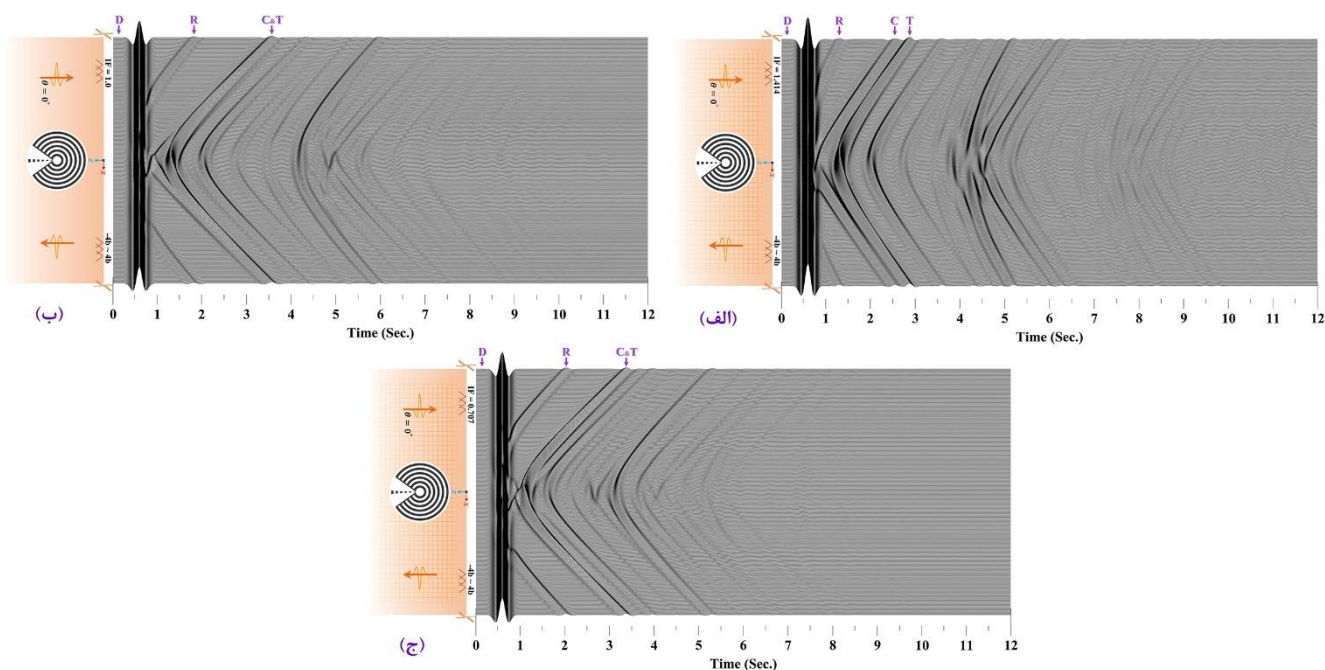 D R C&T
IF = 1.0
θ = 0°
-4b ~ 4b
(ب)
0 1 2 3 4 5 6 7 8 9 10 11 12
Time (Sec.)
D R C T
IF = 1.414
θ = 0°
-4b ~ 4b
(الف)
0 1 2 3 4 5 6 7 8 9 10 11 12
Time (Sec.)
D R C&T
IF = 0.707
θ = 0°
-4b ~ 4b
(ج)
0 1 2 3 4 5 6 7 8 9 10 11 12
Time (Sec.)